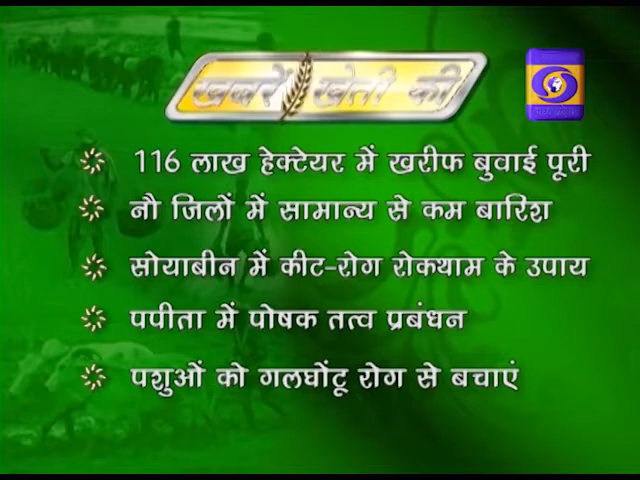 खबरें खेती की
116 लाख हेक्टेयर में खरीफ बुवाई पूरी
नौ जिलों में सामान्य से कम बारिश
सोयाबीन में कीट-रोग रोकथाम के उपाय
पपीता में पोषक तत्व प्रबंधन
पशुओं को गलघोंटू रोग से बचाएं